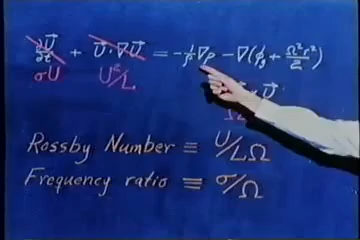 ∂U⃗/∂t + U⃗·∇U⃗ = -1/ρ ∇p - ∇(φg + Ω²r²/2)
σU U²/L
Rossby Number ≡ U/LΩ
Frequency ratio ≡ σ/Ω